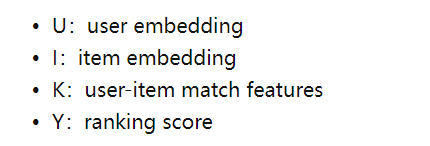 • U：user embedding
• I：item embedding
• K：user-item match features
• Y：ranking score